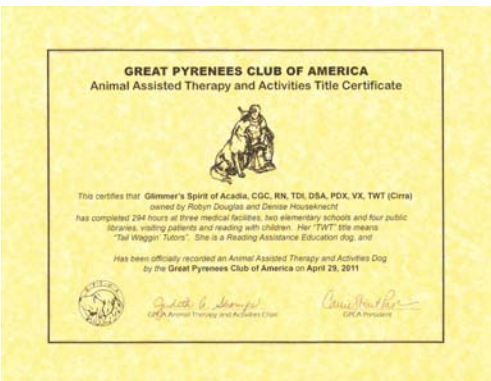 GREAT PYRENEES CLUB OF AMERICA
Animal Assisted Therapy and Activities Title Certificate
This certifies that Glimmer's Spirit of Acadia, CGC, RN, TDI, DSA, PDX, VX, TWT (Cirra)
owned by Robyn Douglas and Denise Houseknecht
has completed 294 hours at three medical facilities, two elementary schools and four public
libraries, visiting patients and reading with children. Her "TWT" title means
"Tail Waggin' Tutors". She is a Reading Assistance Education dog, and
Has been officially recorded an Animal Assisted Therapy and Activities Dog
by the Great Pyrenees Club of America on April 29, 2011
Judith A.
GPCA Animal Therapy and Activities Chair
Carrie
GPCA President